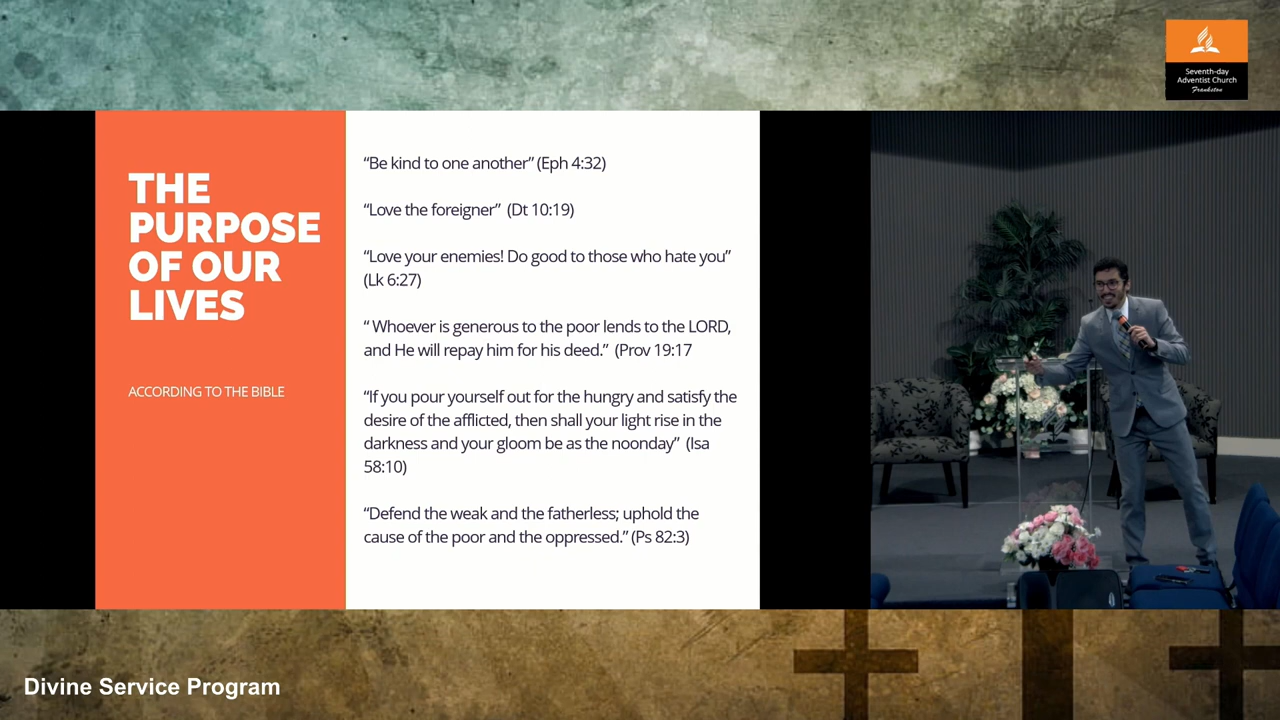 Seventh-day
Adventist Church
Frankston
THE
PURPOSE
OF OUR
LIVES
ACCORDING TO THE BIBLE
“Be kind to one another” (Eph 4:32)
“Love the foreigner”  (Dt 10:19)
“Love your enemies! Do good to those who hate you”
(Lk 6:27)
“ Whoever is generous to the poor lends to the LORD,
and He will repay him for his deed.”  (Prov 19:17
“If you pour yourself out for the hungry and satisfy the
desire of the afflicted, then shall your light rise in the
darkness and your gloom be as the noonday”  (Isa
58:10)
“Defend the weak and the fatherless; uphold the
cause of the poor and the oppressed.” (Ps 82:3)
Divine Service Program